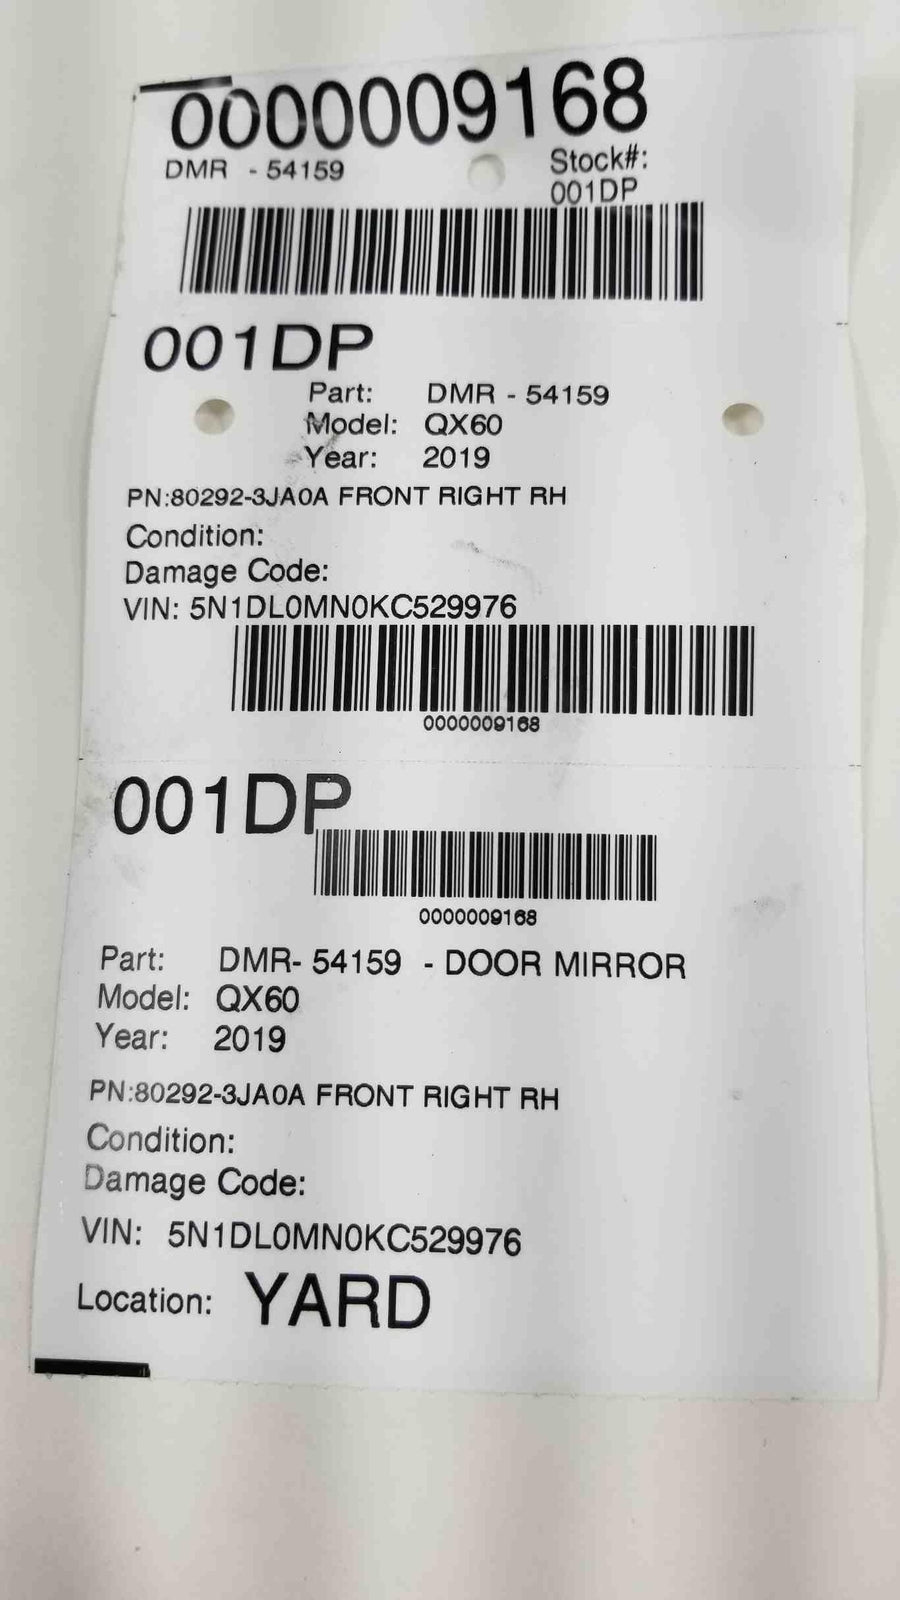 0000009168
DMR - 54159
Stock#:
001DP
001DP
Part: DMR - 54159
Model: QX60
Year: 2019
PN:80292-3JA0A FRONT RIGHT RH
Condition:
Damage Code:
VIN: 5N1DL0MN0KC529976
0000009168
001DP
0000009168
Part: DMR- 54159 - DOOR MIRROR
Model: QX60
Year: 2019
PN:80292-3JA0A FRONT RIGHT RH
Condition:
Damage Code:
VIN: 5N1DL0MN0KC529976
Location: YARD